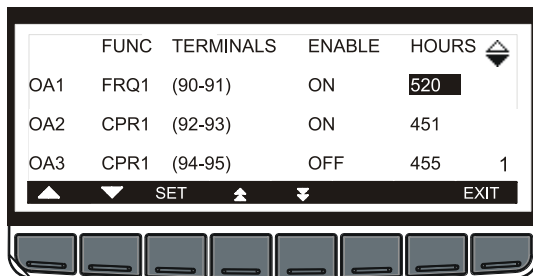 FUNC TERMINALS ENABLE HOURS
OA1 FRQ1 (90-91) ON 520
OA2 CPR1 (92-93) ON 451
OA3 CPR1 (94-95) OFF 455 1
SET EXIT